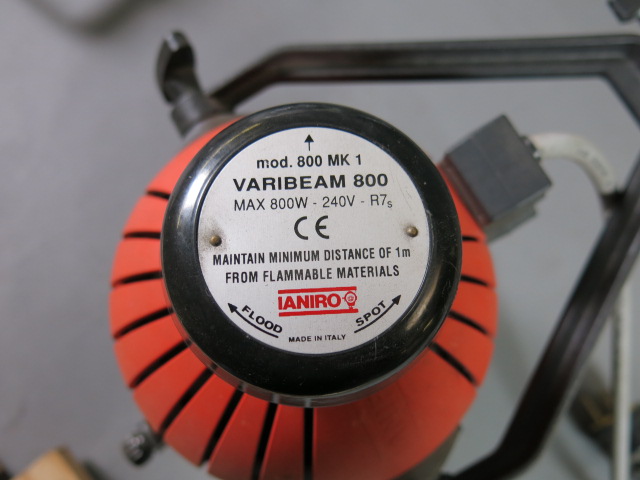 mod. 800 MK 1
VARIBEAM 800
MAX 800W - 240V - R7s
CE
MAINTAIN MINIMUM DISTANCE OF 1m
FROM FLAMMABLE MATERIALS
IANIRO
FLOOD
SPOT
MADE IN ITALY